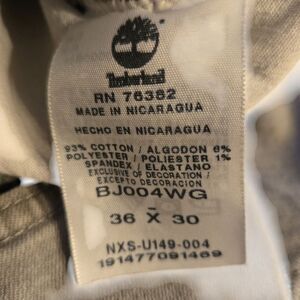 Timberland
RN 76382
MADE IN NICARAGUA
HECHO EN NICARAGUA
93% COTTON / ALGODON 6%
POLYESTER / POLIESTER 1%
SPANDEX / ELASTANO
EXCLUSIVE OF DECORATION /
EXCEPTO DECORACION
BJ004WG
-
36 X 30
NXS-U149-004
191477091469